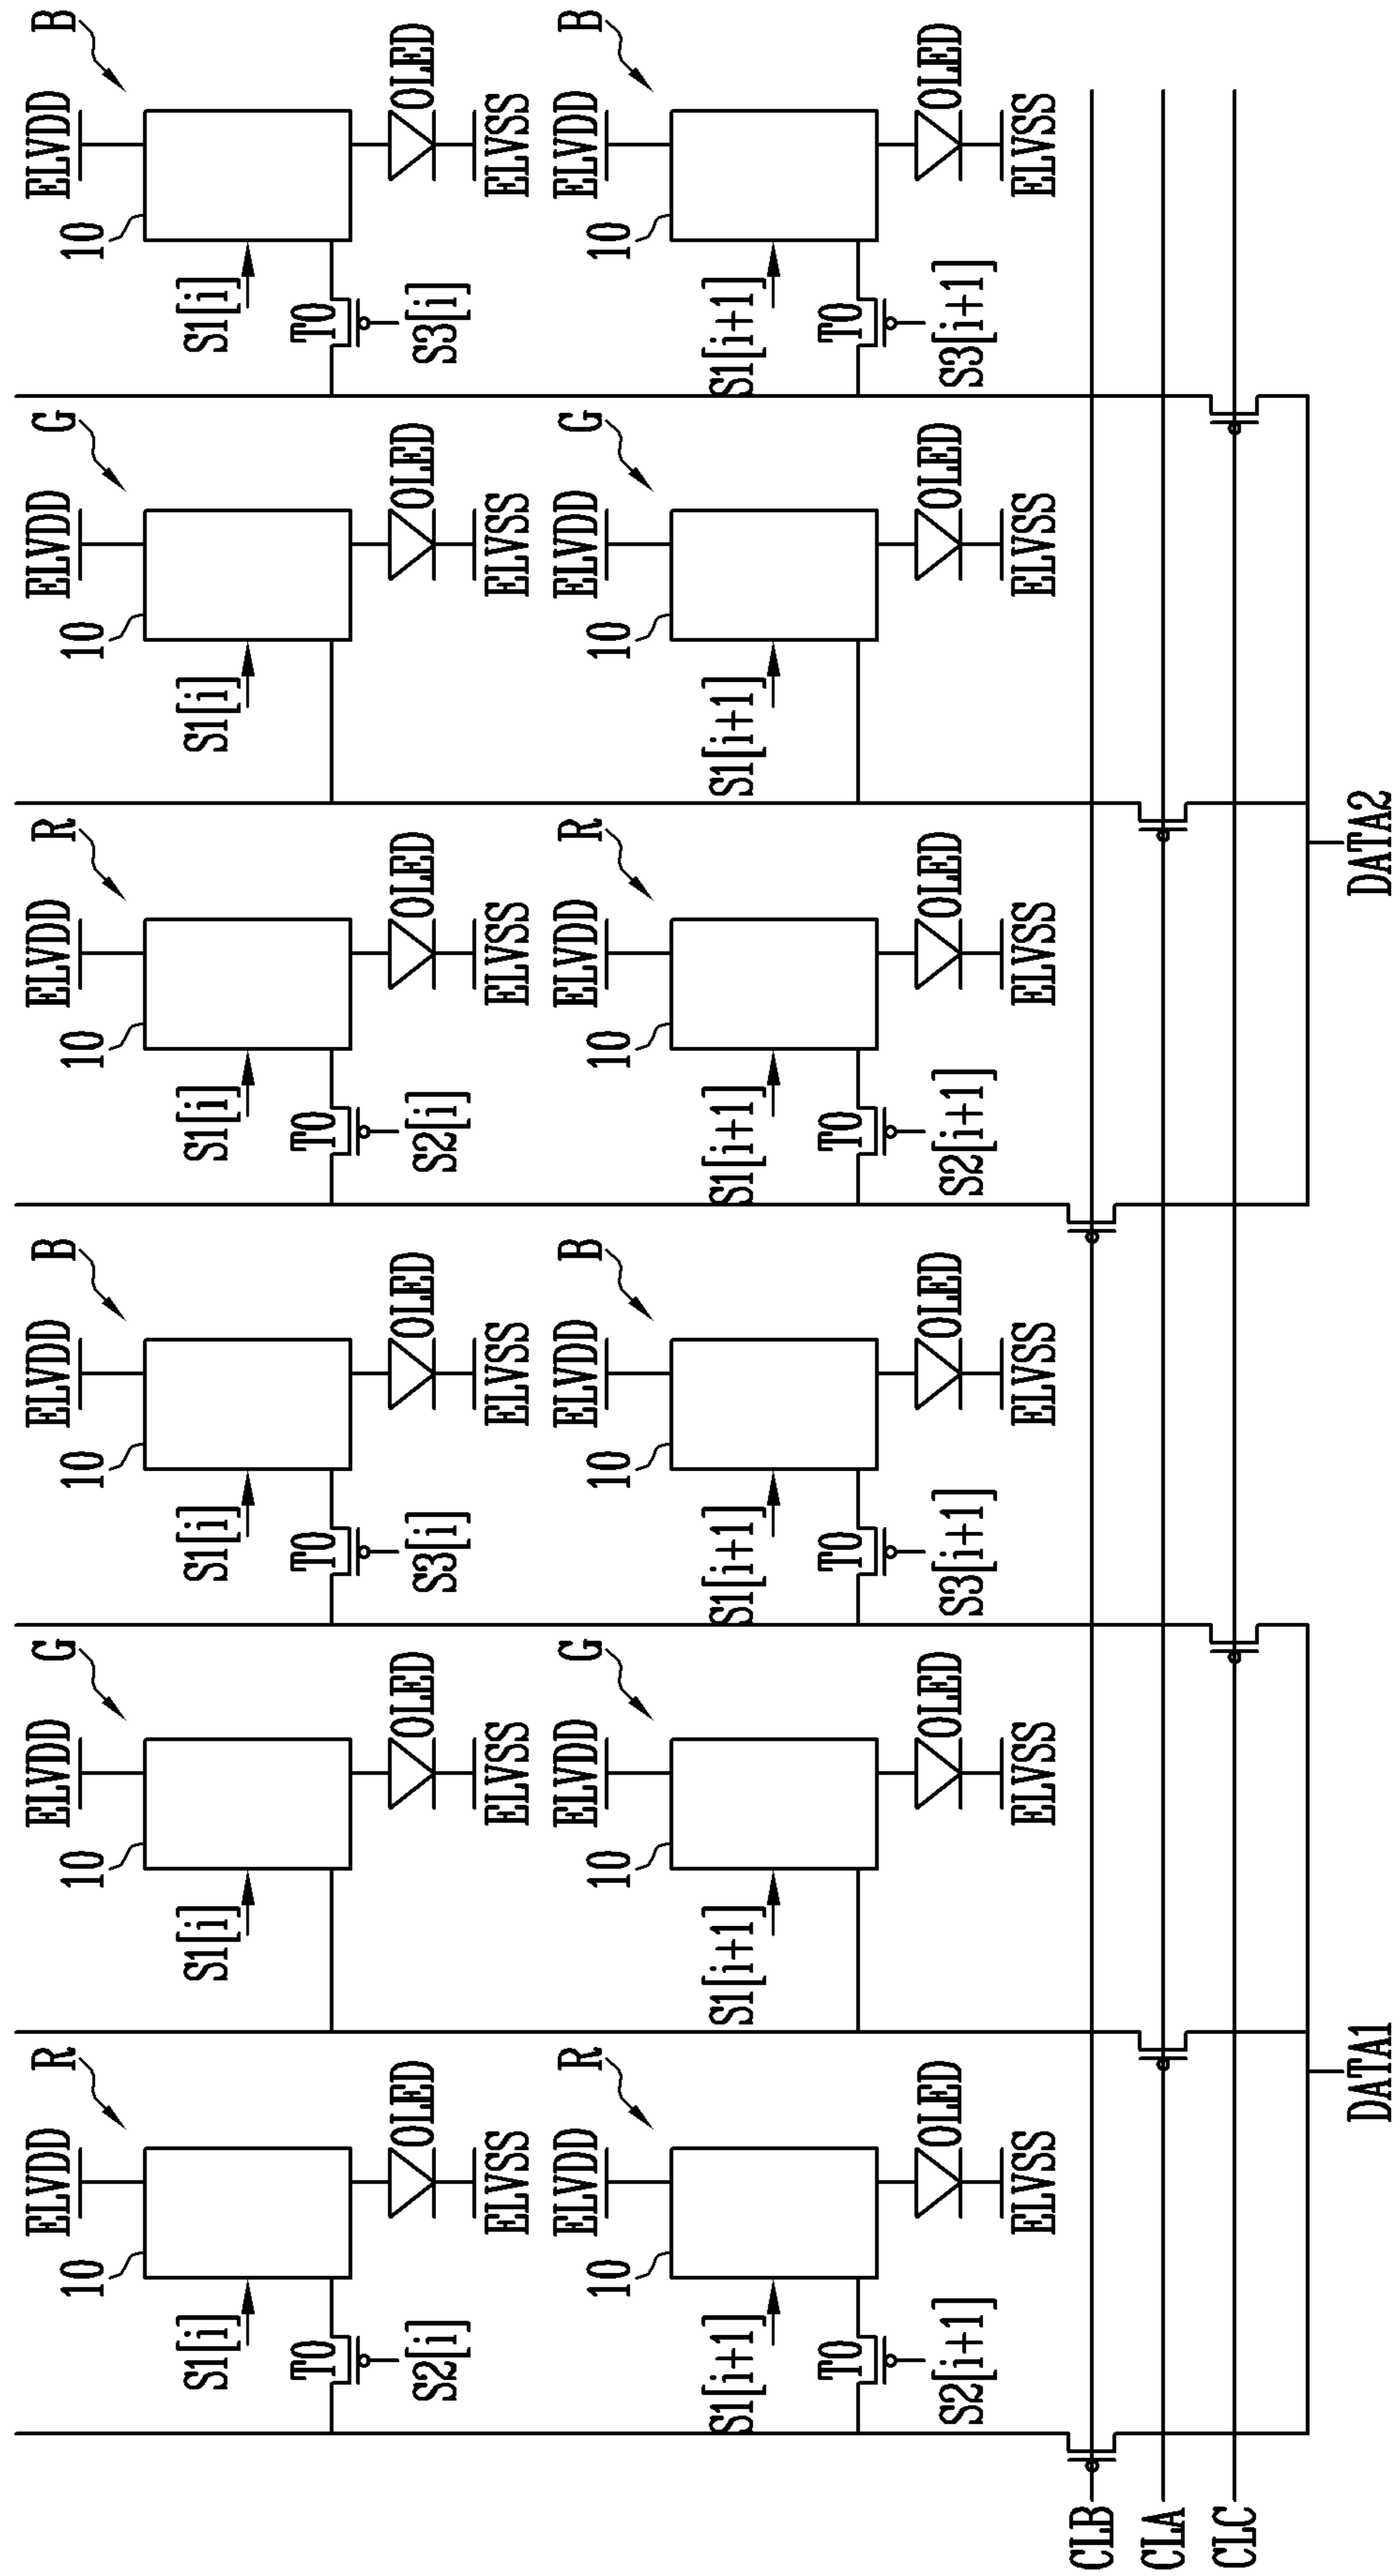 R G B R G B
ELVDD ELVDD ELVDD ELVDD ELVDD ELVDD
10 10 10 10 10 10
S1[i] S1[i] S1[i] S1[i] S1[i] S1[i]
T0 T0 T0 T0
OLED OLED OLED OLED OLED OLED
S2[i] S3[i] S2[i] S3[i]
ELVSS ELVSS ELVSS ELVSS ELVSS ELVSS
R G B R G B
ELVDD ELVDD ELVDD ELVDD ELVDD ELVDD
10 10 10 10 10 10
S1[i+1] S1[i+1] S1[i+1] S1[i+1] S1[i+1] S1[i+1]
T0 T0 T0 T0
OLED OLED OLED OLED OLED OLED
S2[i+1] S3[i+1] S2[i+1] S3[i+1]
ELVSS ELVSS ELVSS ELVSS ELVSS ELVSS
CLB
CLA
CLC
DATA1 DATA2